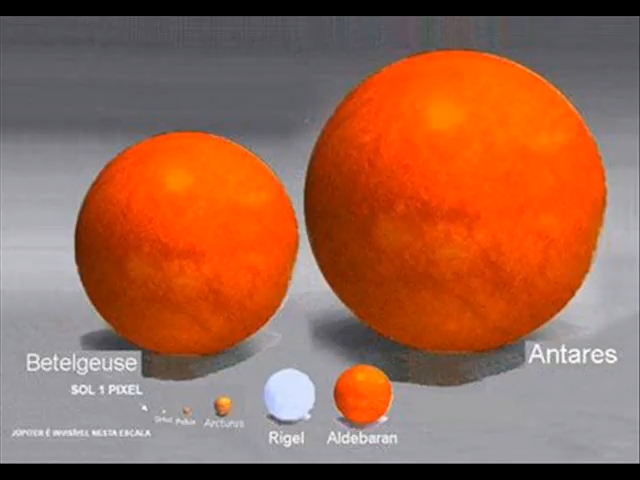 Betelgeuse
Antares
SOL 1 PIXEL
Sirius Pollux Arcturus
Rigel
Aldebaran
JÚPITER É INVISÍVEL NESTA ESCALA